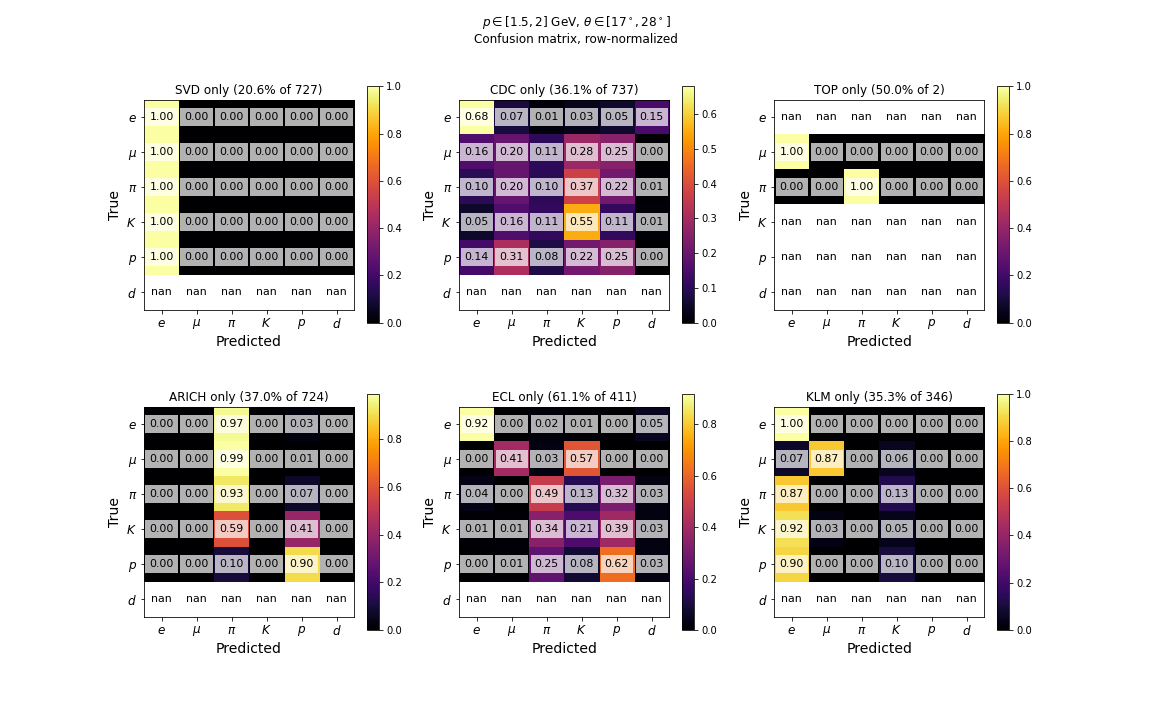 p ∈ [1.5, 2] GeV, θ ∈ [17°, 28°]
Confusion matrix, row-normalized
SVD only (20.6% of 727)
True
e 1.00 0.00 0.00 0.00 0.00 0.00
μ 1.00 0.00 0.00 0.00 0.00 0.00
π 1.00 0.00 0.00 0.00 0.00 0.00
K 1.00 0.00 0.00 0.00 0.00 0.00
p 1.00 0.00 0.00 0.00 0.00 0.00
d nan nan nan nan nan nan
e μ π K p d
Predicted
1.0
0.8
0.6
0.4
0.2
0.0
CDC only (36.1% of 737)
True
e 0.68 0.07 0.01 0.03 0.05 0.15
μ 0.16 0.20 0.11 0.28 0.25 0.00
π 0.10 0.20 0.10 0.37 0.22 0.01
K 0.05 0.16 0.11 0.55 0.11 0.01
p 0.14 0.31 0.08 0.22 0.25 0.00
d nan nan nan nan nan nan
e μ π K p d
Predicted
0.6
0.5
0.4
0.3
0.2
0.1
0.0
TOP only (50.0% of 2)
True
e nan nan nan nan nan nan
μ 1.00 0.00 0.00 0.00 0.00 0.00
π 0.00 0.00 1.00 0.00 0.00 0.00
K nan nan nan nan nan nan
p nan nan nan nan nan nan
d nan nan nan nan nan nan
e μ π K p d
Predicted
1.0
0.8
0.6
0.4
0.2
0.0
ARICH only (37.0% of 724)
True
e 0.00 0.00 0.97 0.00 0.03 0.00
μ 0.00 0.00 0.99 0.00 0.01 0.00
π 0.00 0.00 0.93 0.00 0.07 0.00
K 0.00 0.00 0.59 0.00 0.41 0.00
p 0.00 0.00 0.10 0.00 0.90 0.00
d nan nan nan nan nan nan
e μ π K p d
Predicted
0.8
0.6
0.4
0.2
0.0
ECL only (61.1% of 411)
True
e 0.92 0.00 0.02 0.01 0.00 0.05
μ 0.00 0.41 0.03 0.57 0.00 0.00
π 0.04 0.00 0.49 0.13 0.32 0.03
K 0.01 0.01 0.34 0.21 0.39 0.03
p 0.00 0.01 0.25 0.08 0.62 0.03
d nan nan nan nan nan nan
e μ π K p d
Predicted
0.8
0.6
0.4
0.2
0.0
KLM only (35.3% of 346)
True
e 1.00 0.00 0.00 0.00 0.00 0.00
μ 0.07 0.87 0.00 0.06 0.00 0.00
π 0.87 0.00 0.00 0.13 0.00 0.00
K 0.92 0.03 0.00 0.05 0.00 0.00
p 0.90 0.00 0.00 0.10 0.00 0.00
d nan nan nan nan nan nan
e μ π K p d
Predicted
1.0
0.8
0.6
0.4
0.2
0.0